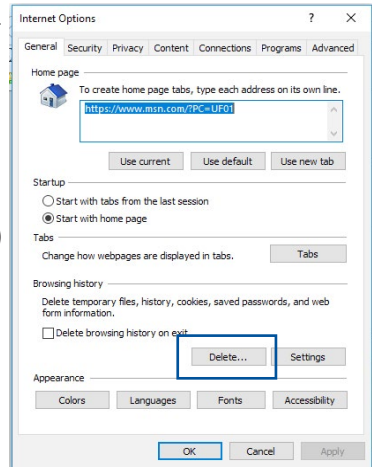 Internet Options ? X
General Security Privacy Content Connections Programs Advanced
Home page
To create home page tabs, type each address on its own line.
https://www.msn.com/?PC=UF01
Use current Use default Use new tab
Startup
Start with tabs from the last session
Start with home page
Tabs
Change how webpages are displayed in tabs. Tabs
Browsing history
Delete temporary files, history, cookies, saved passwords, and web
form information.
Delete browsing history on exit
Delete... Settings
Appearance
Colors Languages Fonts Accessibility
OK Cancel Apply